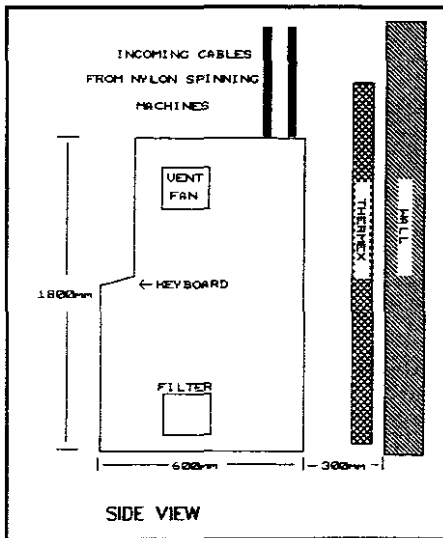 INCOMING CABLES
FROM NYLON SPINNING
MACHINES
VENT
FAN
THERMEX
WALL
←KEYBOARD
1800mm
FILTER
600mm
300mm
SIDE VIEW